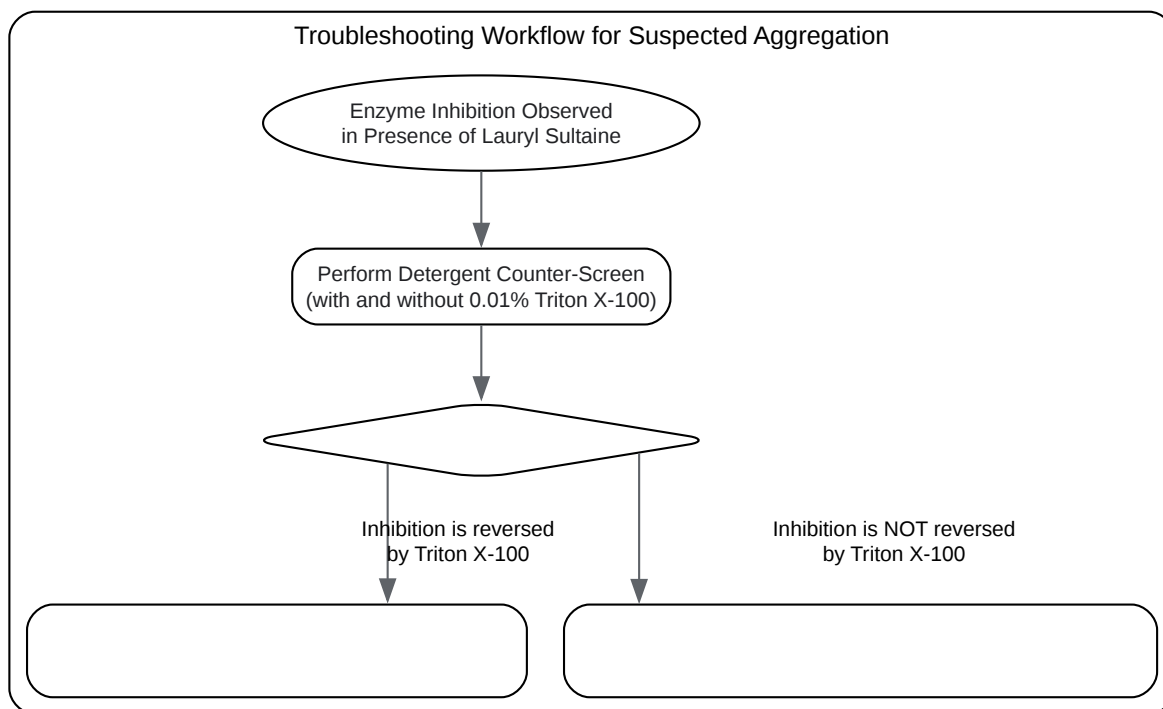 Troubleshooting Workflow for Suspected Aggregation
Enzyme Inhibition Observed
in Presence of Lauryl Sultaine
Perform Detergent Counter-Screen
(with and without 0.01% Triton X-100)
Inhibition is reversed
by Triton X-100
Inhibition is NOT reversed
by Triton X-100